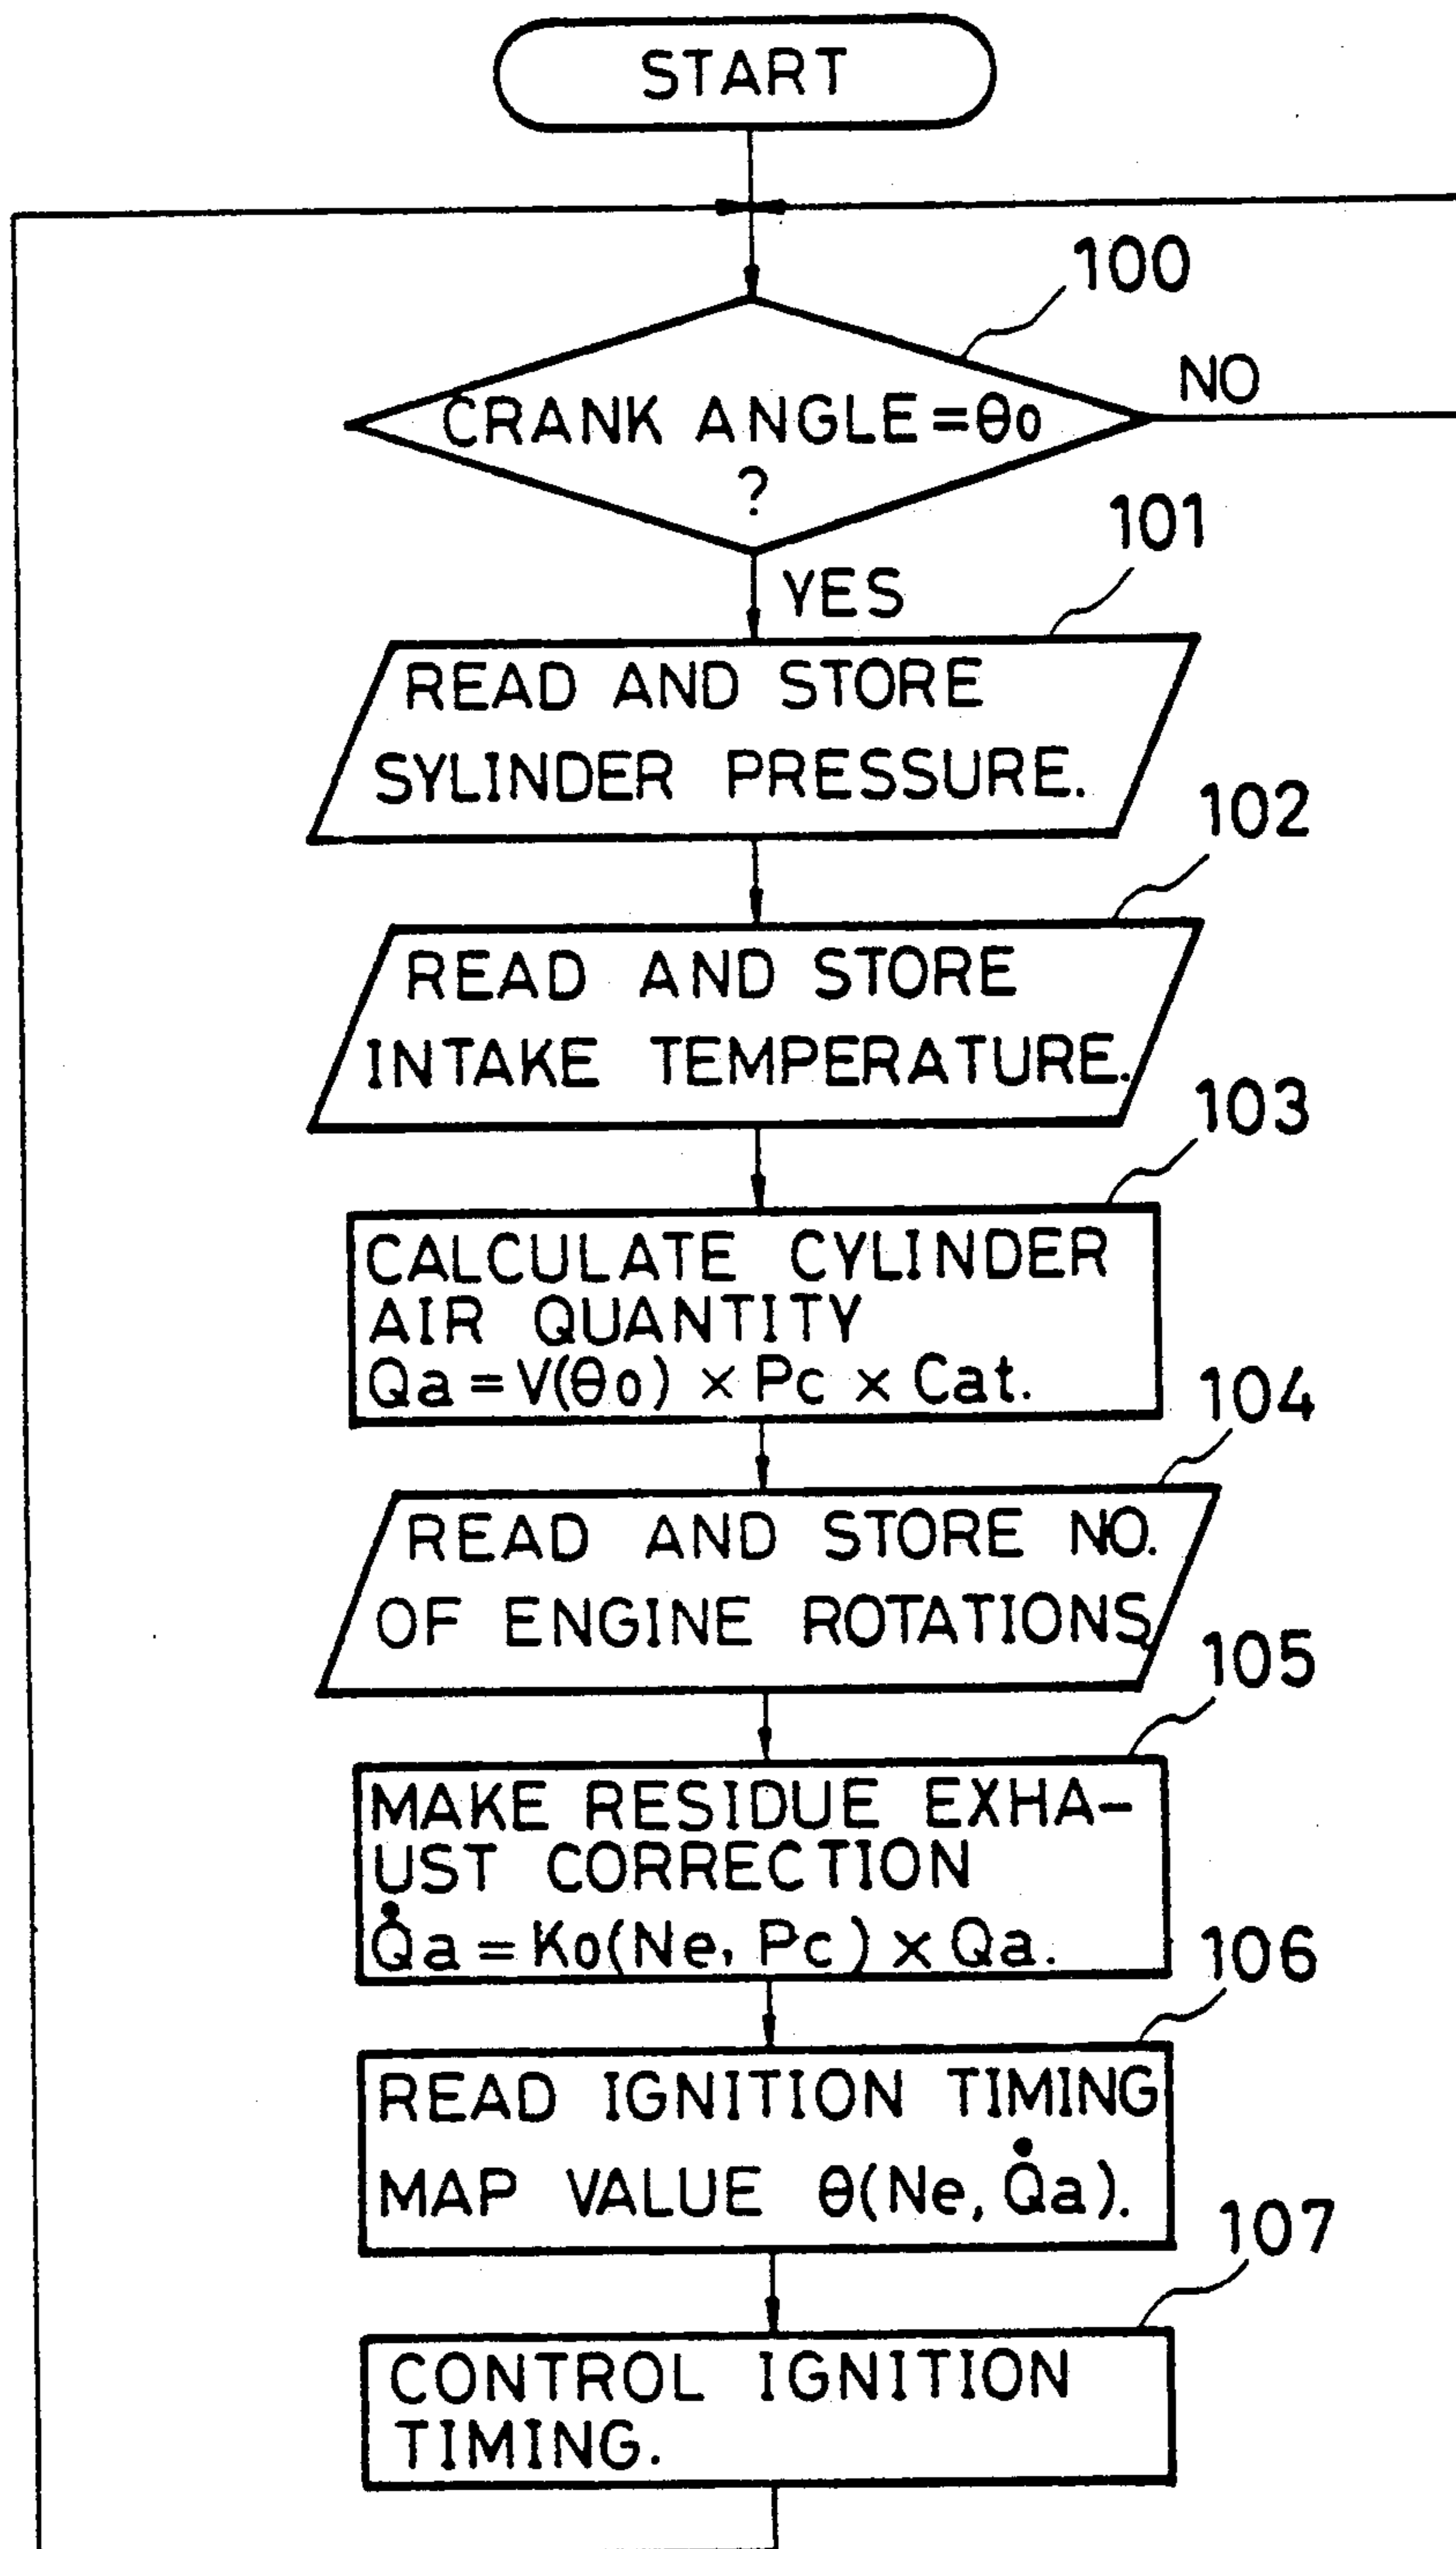 START
100
CRANK ANGLE=θo
?
NO
YES
101
READ AND STORE
SYLINDER PRESSURE.
102
READ AND STORE
INTAKE TEMPERATURE.
103
CALCULATE CYLINDER
AIR QUANTITY
Qa=V(θo)×Pc×Cat.
104
READ AND STORE NO.
OF ENGINE ROTATIONS.
105
MAKE RESIDUE EXHA-
UST CORRECTION
Q̇a=Ko(Ne, Pc)×Qa.
106
READ IGNITION TIMING
MAP VALUE θ(Ne, Q̇a).
107
CONTROL IGNITION
TIMING.